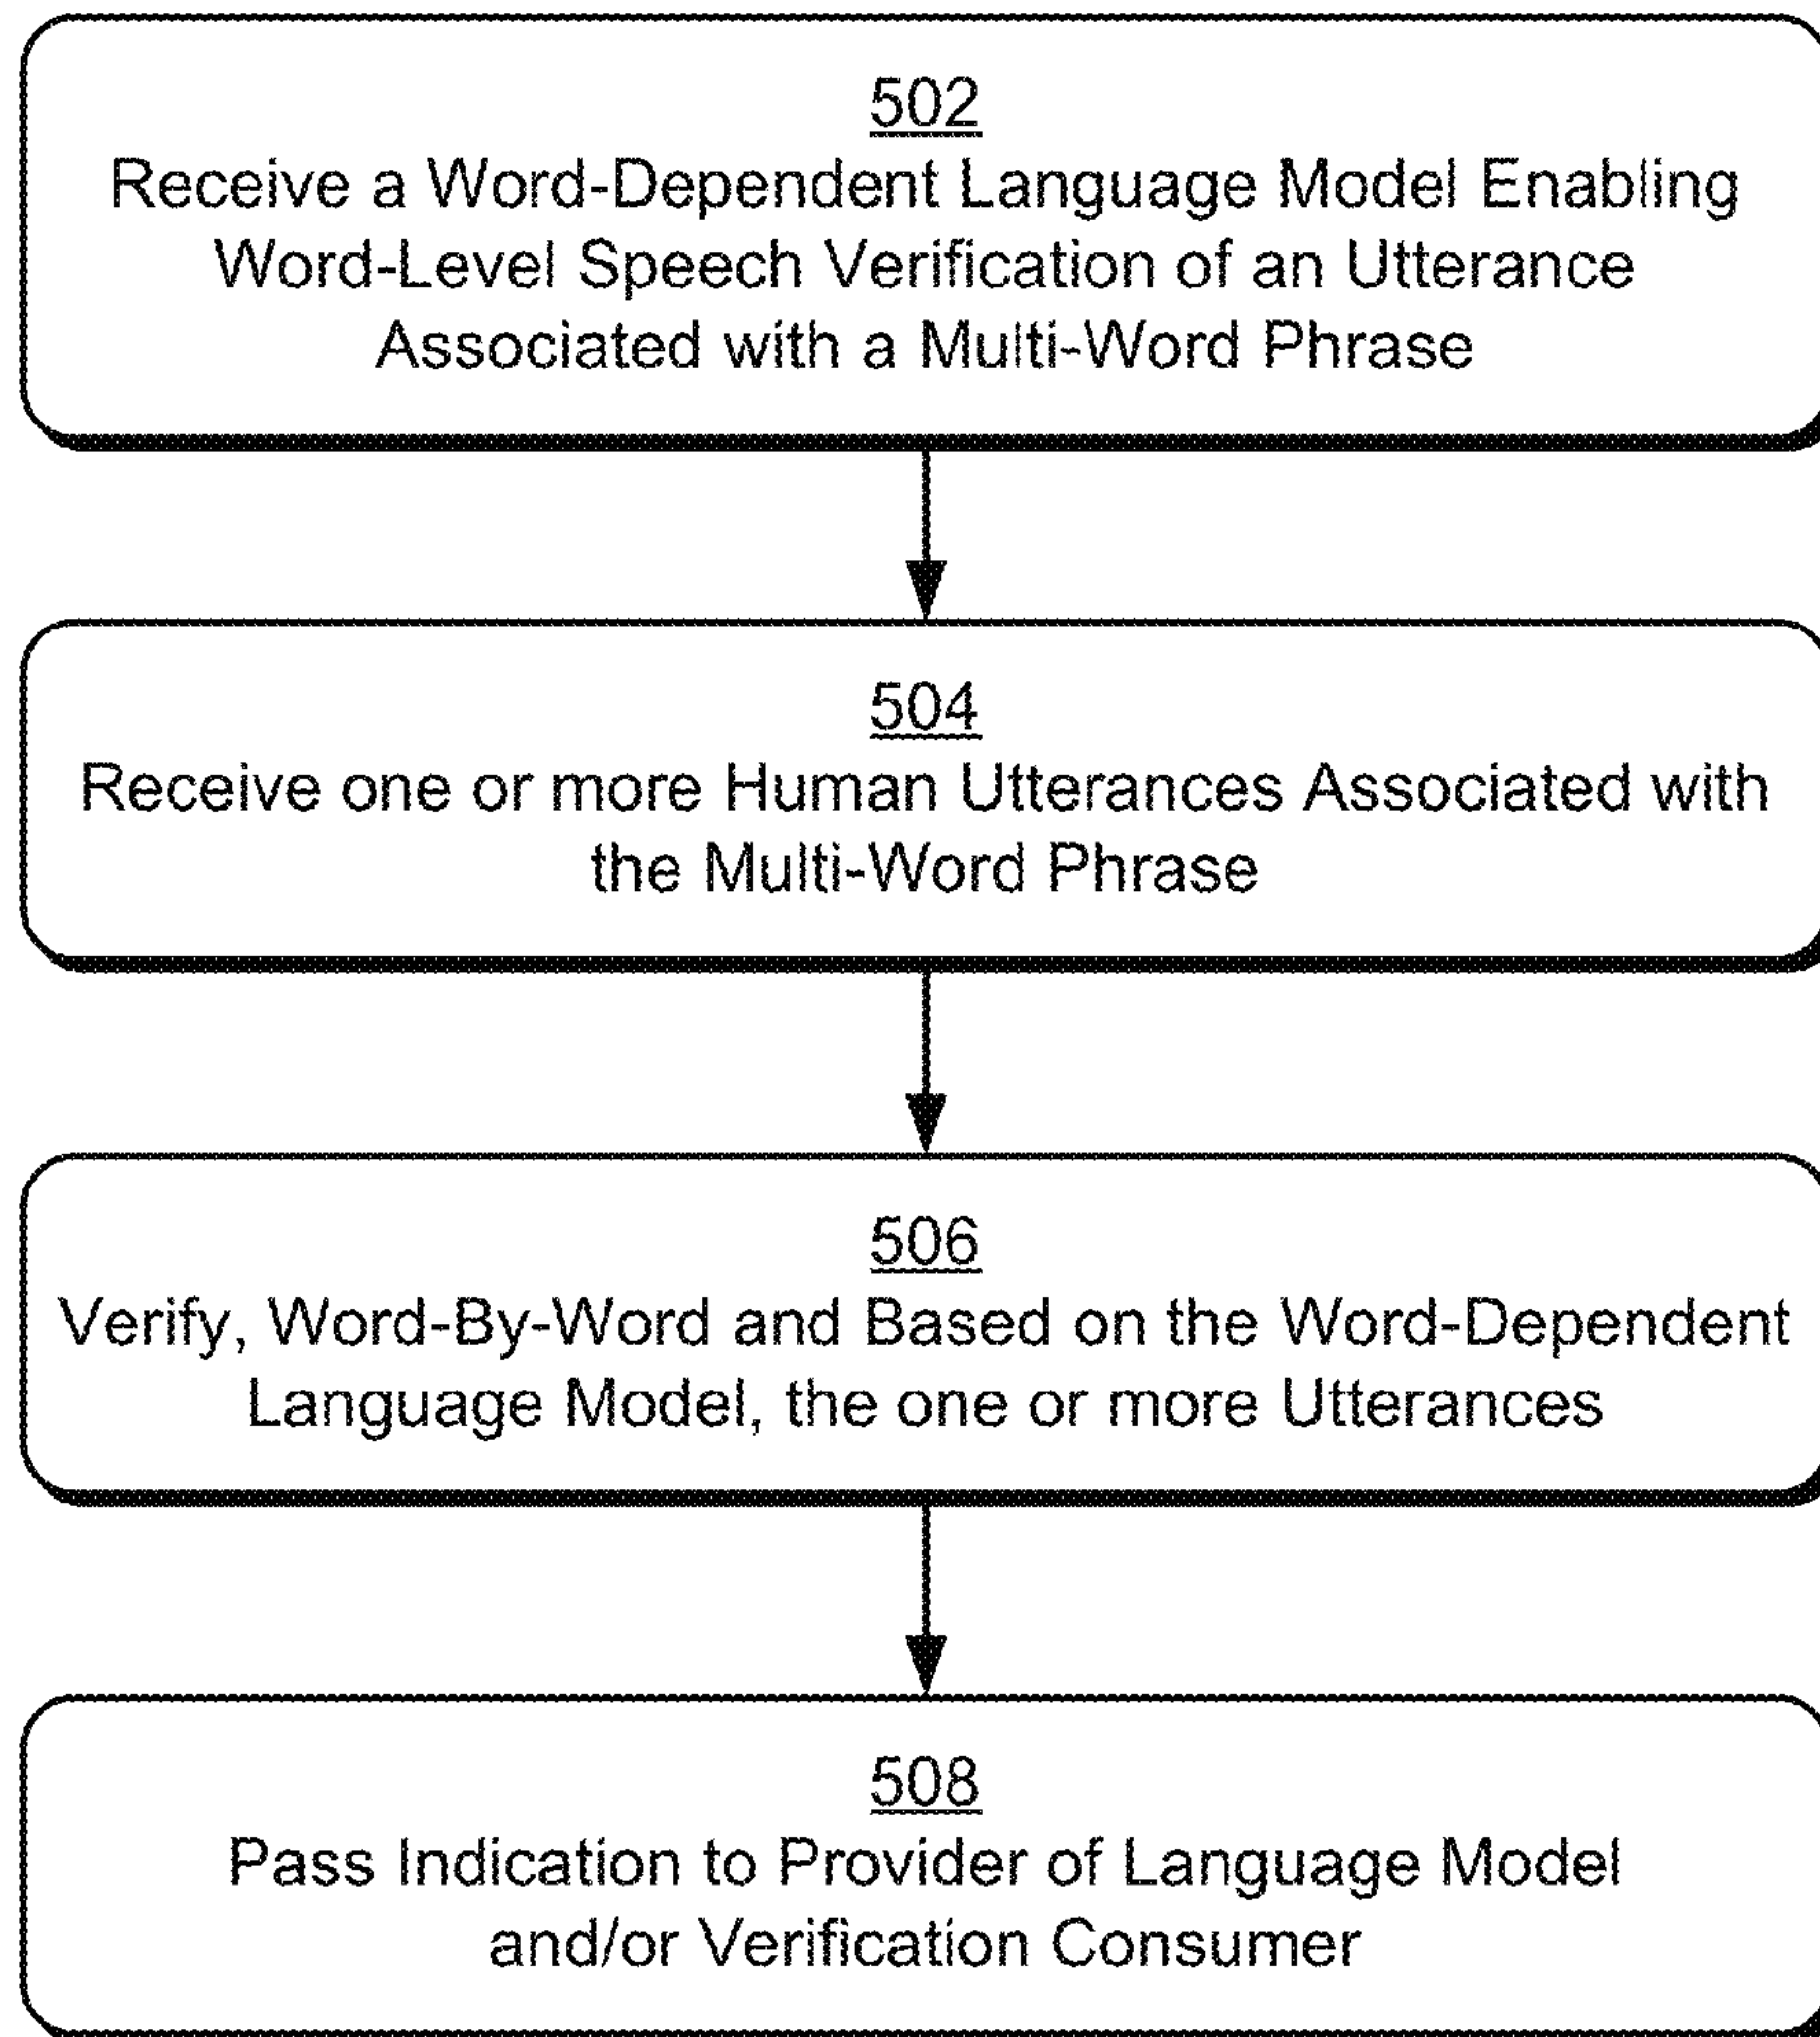 502
Receive a Word-Dependent Language Model Enabling
Word-Level Speech Verification of an Utterance
Associated with a Multi-Word Phrase
504
Receive one or more Human Utterances Associated with
the Multi-Word Phrase
506
Verify, Word-By-Word and Based on the Word-Dependent
Language Model, the one or more Utterances
508
Pass Indication to Provider of Language Model
and/or Verification Consumer